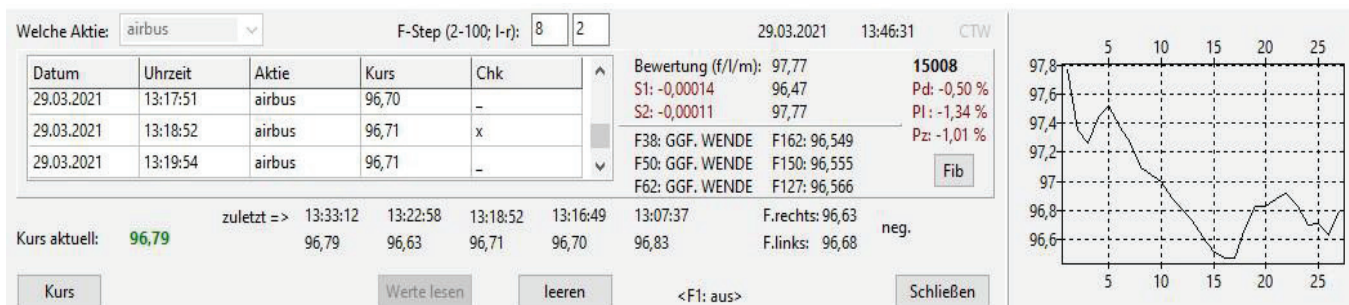 Welche Aktie: airbus F-Step (2-100; l-r): 8 2 29.03.2021 13:46:31 CTW
Datum Uhrzeit Aktie Kurs Chk
29.03.2021 13:17:51 airbus 96,70 _
29.03.2021 13:18:52 airbus 96,71 x
29.03.2021 13:19:54 airbus 96,71 _
Bewertung (f/l/m): 97,77 15008
S1: -0,00014 96,47 Pd: -0,50 %
S2: -0,00011 97,77 Pl : -1,34 %
Pz: -1,01 %
F38: GGF. WENDE F162: 96,549
F50: GGF. WENDE F150: 96,555
F62: GGF. WENDE F127: 96,566
Fib
zuletzt => 13:33:12 13:22:58 13:18:52 13:16:49 13:07:37 F.rechts: 96,63 neg.
Kurs aktuell: 96,79 96,79 96,63 96,71 96,70 96,83 F.links: 96,68
Kurs Werte lesen leeren <F1: aus> Schließen
5 10 15 20 25
97,8
97,6
97,4
97,2
97
96,8
96,6
5 10 15 20 25